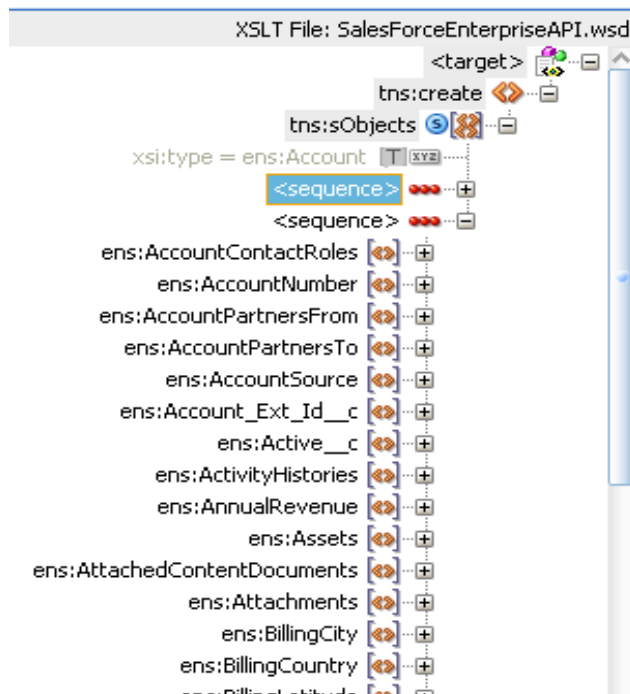 XSLT File: SalesForceEnterpriseAPI.wsd
<target>
tns:create
tns:sObjects
xsi:type = ens:Account
<sequence>
<sequence>
ens:AccountContactRoles
ens:AccountNumber
ens:AccountPartnersFrom
ens:AccountPartnersTo
ens:AccountSource
ens:Account_Ext_Id__c
ens:Active__c
ens:ActivityHistories
ens:AnnualRevenue
ens:Assets
ens:AttachedContentDocuments
ens:Attachments
ens:BillingCity
ens:BillingCountry
ens:BillingLatitude